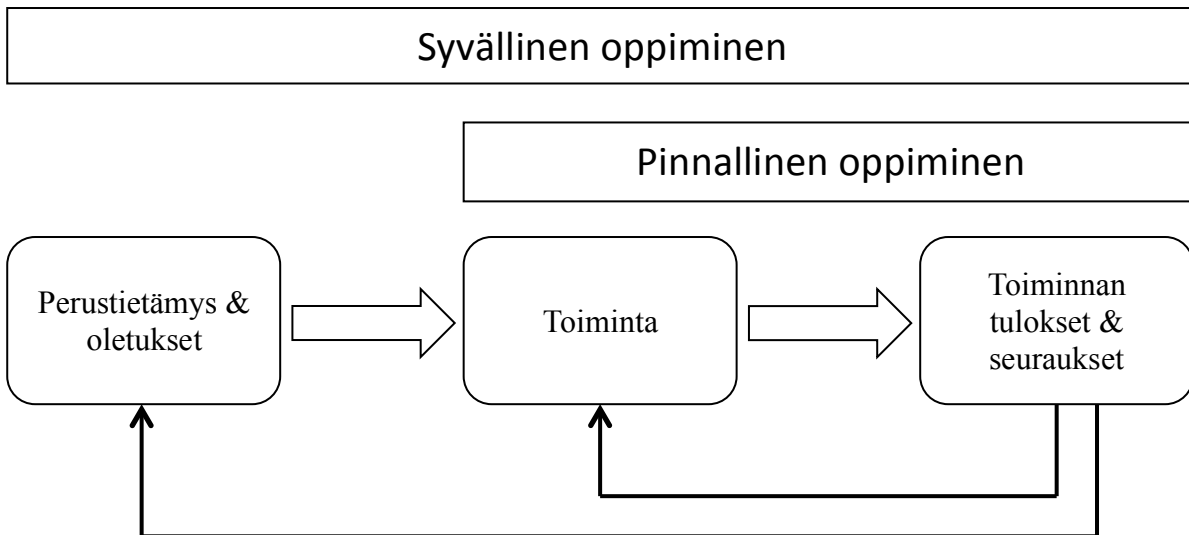 Syvällinen oppiminen
Pinnallinen oppiminen
Perustietämys &
oletukset
Toiminta
Toiminnan
tulokset &
seuraukset